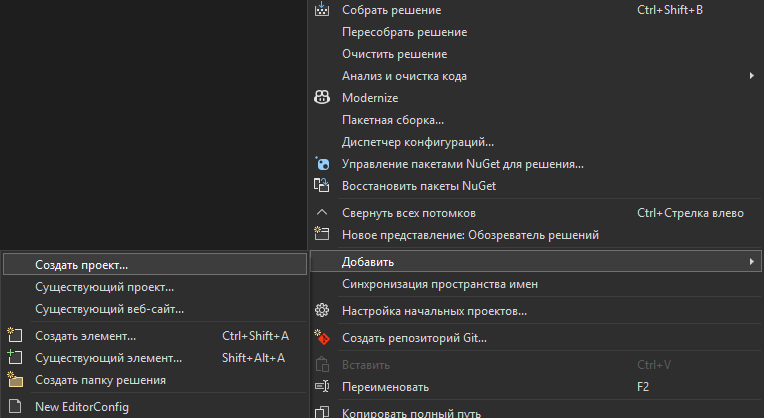 Собрать решение Ctrl+Shift+B
Пересобрать решение
Очистить решение
Анализ и очистка кода
Modernize
Пакетная сборка...
Диспетчер конфигураций...
Управление пакетами NuGet для решения...
Восстановить пакеты NuGet
Свернуть всех потомков Ctrl+Стрелка влево
Новое представление: Обозреватель решений
Добавить
Синхронизация пространства имен
Настройка начальных проектов...
Создать репозиторий Git...
Вставить Ctrl+V
Переименовать F2
Копировать полный путь
Создать проект...
Существующий проект...
Существующий веб-сайт...
Создать элемент... Ctrl+Shift+A
Существующий элемент... Shift+Alt+A
Создать папку решения
New EditorConfig